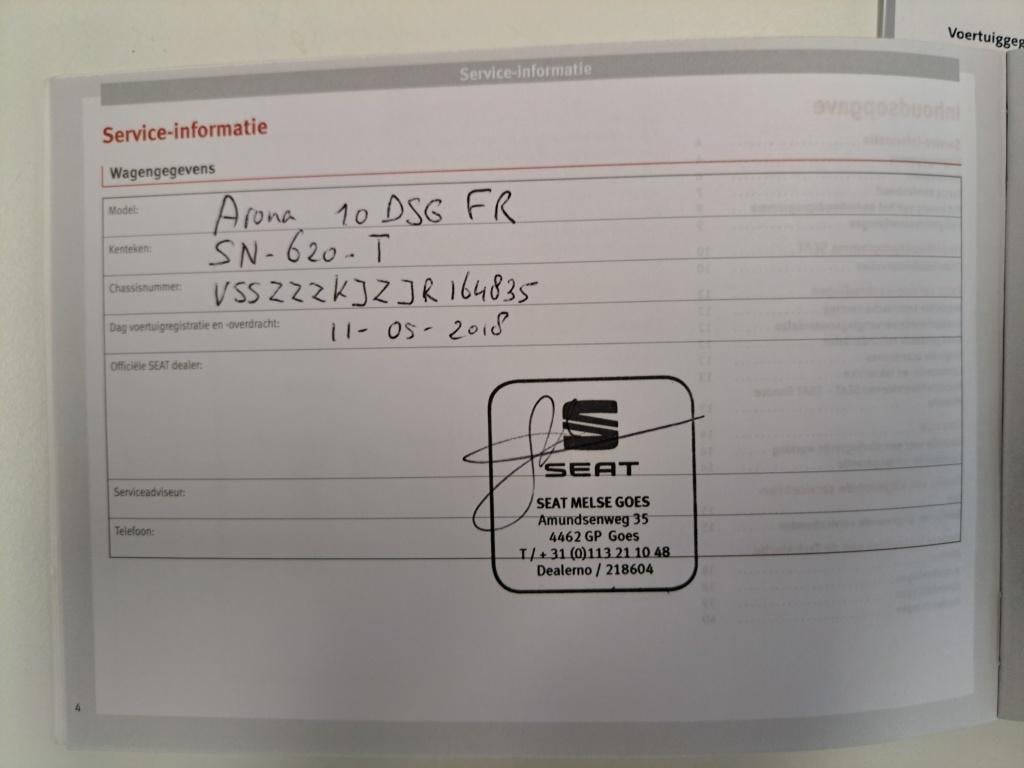 Voertuiggeg
Service-informatie
Service-informatie
Wagengegevens
Model: Arona 10 DSG FR
Kenteken: SN-620-T
Chassisnummer: VSSZZZKJZJR164835
Dag voertuigregistratie en -overdracht: 11-05-2018
Officiële SEAT dealer:
SEAT
SEAT MELSE GOES
Serviceadviseur:
Amundsenweg 35
4462 GP Goes
Telefoon:
T / + 31 (0)113 21 10 48
Dealerno / 218604
4